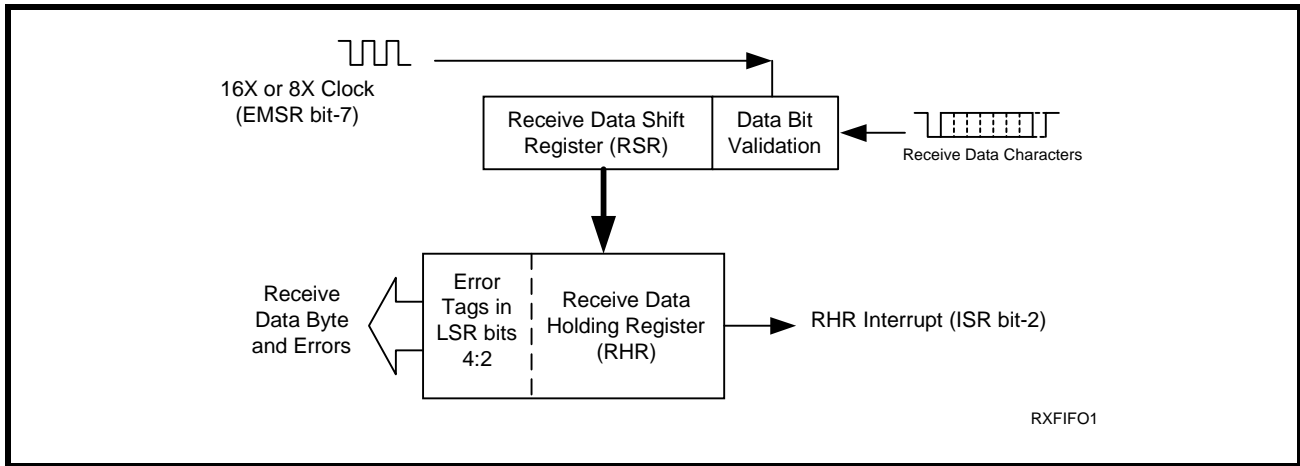 16X or 8X Clock
(EMSR bit-7)
Receive Data Shift
Register (RSR)
Data Bit
Validation
Receive Data Characters
Receive
Data Byte
and Errors
Error
Tags in
LSR bits
4:2
Receive Data
Holding Register
(RHR)
RHR Interrupt (ISR bit-2)
RXFIFO1